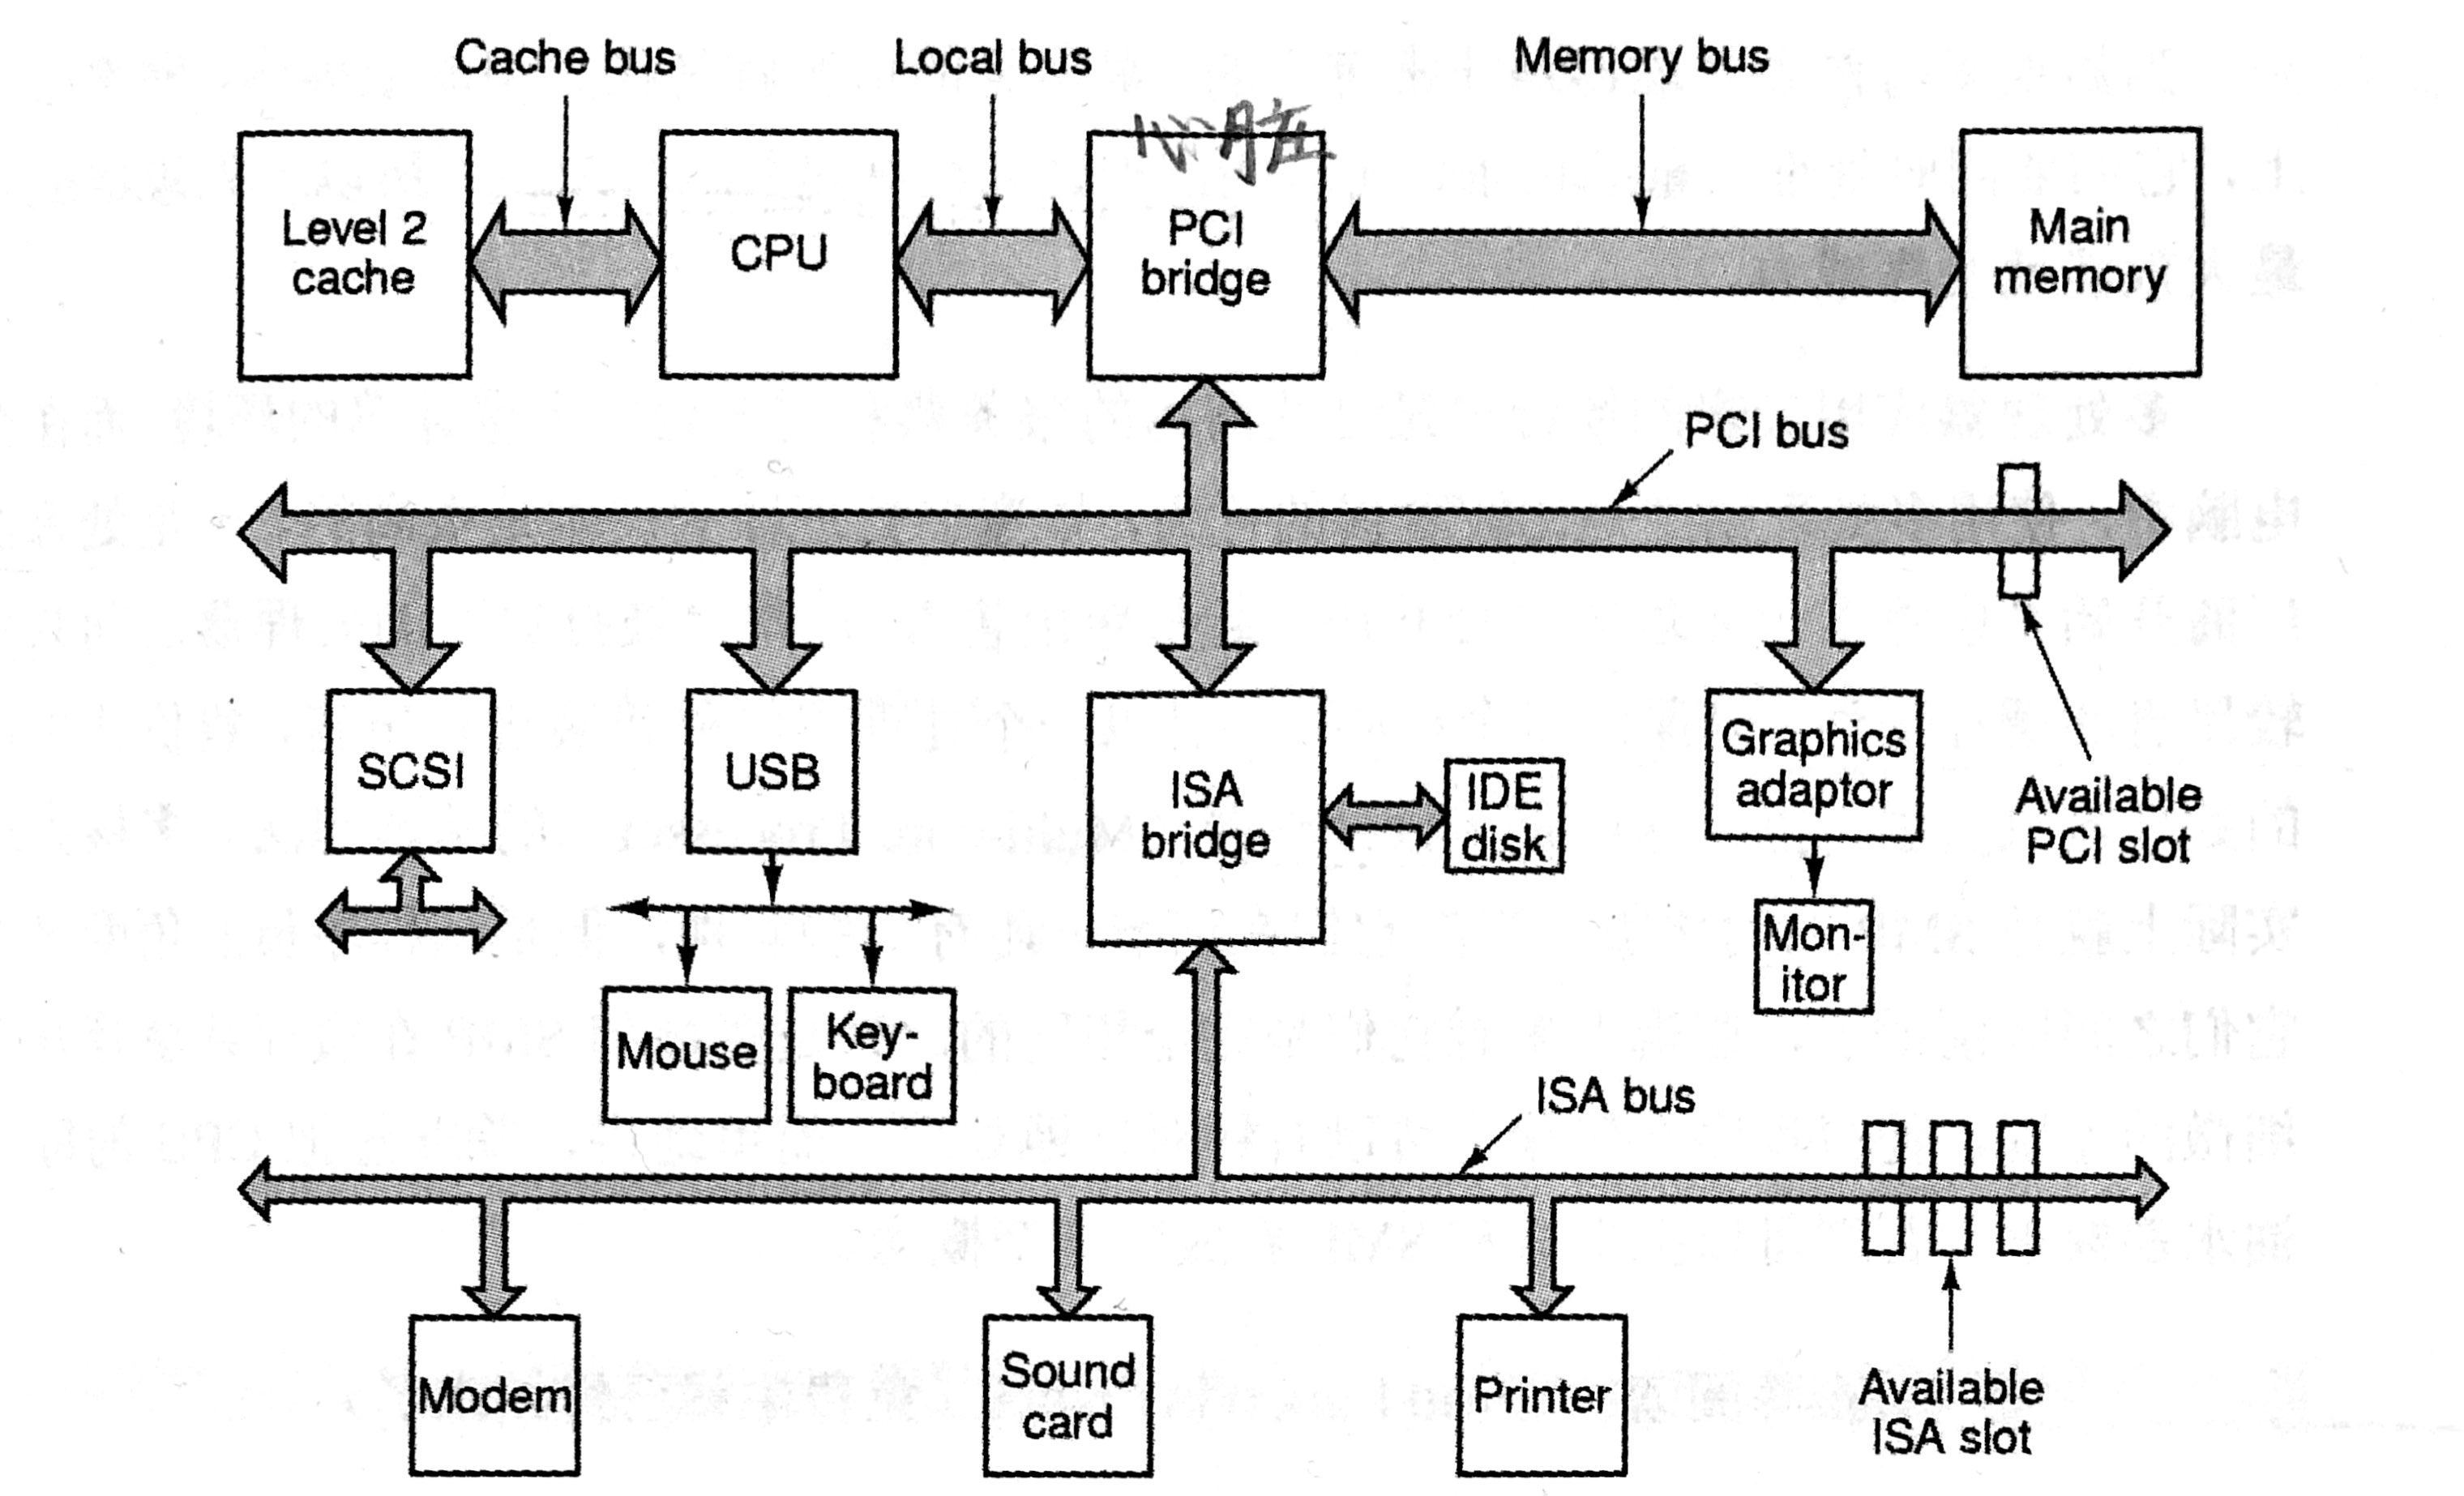 Cache bus
Local bus
Memory bus
心脏
Level 2
cache
CPU
PCI
bridge
Main
memory
PCI bus
SCSI
USB
ISA
bridge
IDE
disk
Graphics
adaptor
Available
PCI slot
Mon-
itor
Mouse
Key-
board
ISA bus
Modem
Sound
card
Printer
Available
ISA slot